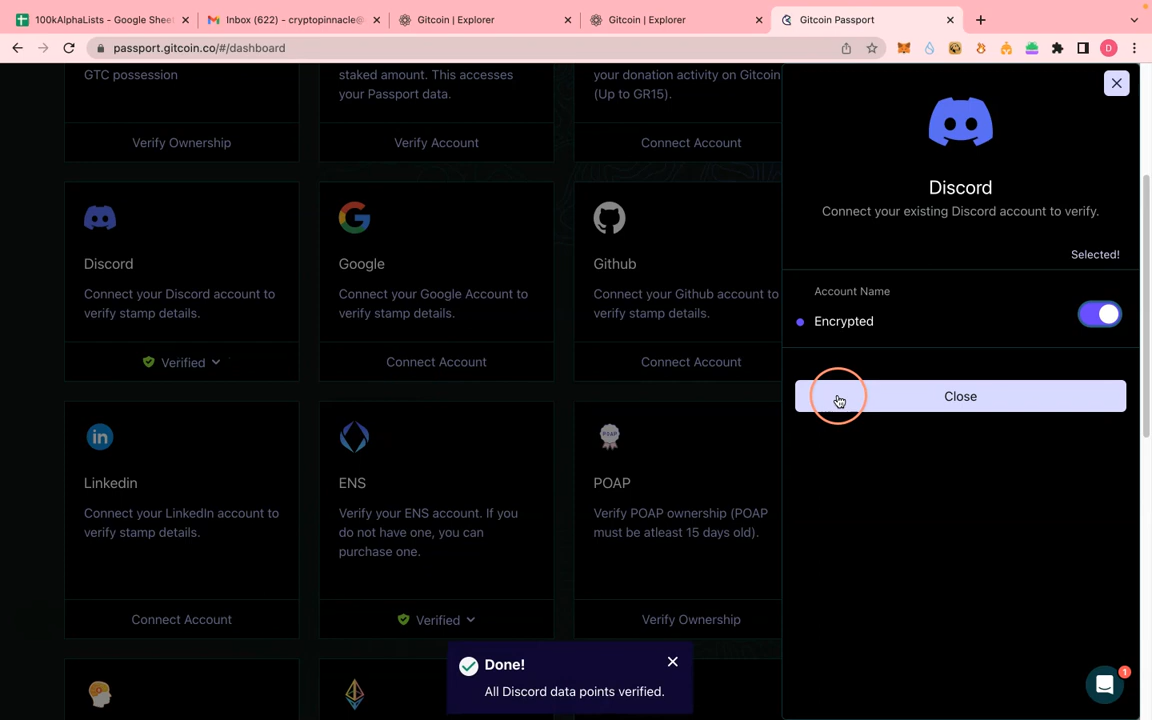 100kAlphaLists - Google Shee
Inbox (622) - cryptopinnacle@
Gitcoin | Explorer
Gitcoin | Explorer
Gitcoin Passport
passport.gitcoin.co/#/dashboard
D
GTC possession
staked amount. This accesses
your Passport data.
your donation activity on Gitcoin
(Up to GR15).
Verify Ownership
Verify Account
Connect Account
Discord
Connect your Discord account to
verify stamp details.
Verified
Google
Connect your Google Account to
verify stamp details.
Connect Account
Github
Connect your Github account to
verify stamp details.
Connect Account
in
Linkedin
Connect your LinkedIn account to
verify stamp details.
Connect Account
ENS
Verify your ENS account. If you
do not have one, you can
purchase one.
Verified
POAP
POAP
Verify POAP ownership (POAP
must be atleast 15 days old).
Verify Ownership
Discord
Connect your existing Discord account to verify.
Selected!
Account Name
Encrypted
Close
Done!
All Discord data points verified.
1